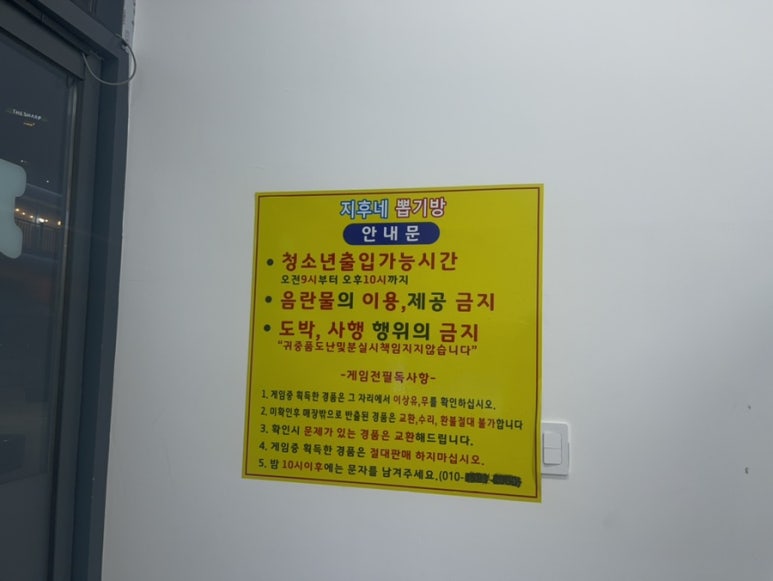 THE SHARP
지후네 뽑기방
안내문
• 청소년출입가능시간
오전9시부터 오후10시까지
• 음란물의 이용,제공 금지
• 도박, 사행 행위의 금지
"귀중품도난및분실시책임지지않습니다"
-게임전필독사항-
1. 게임중 획득한 경품은 그 자리에서 이상유,무를 확인하십시오.
2. 미확인후 매장밖으로 반출된 경품은 교환,수리, 환불절대 불가합니다
3. 확인시 문제가 있는 경품은 교환해드립니다.
4. 게임중 획득한 경품은 절대판매 하지마십시오.
5. 밤 10시이후에는 문자를 남겨주세요.(010-